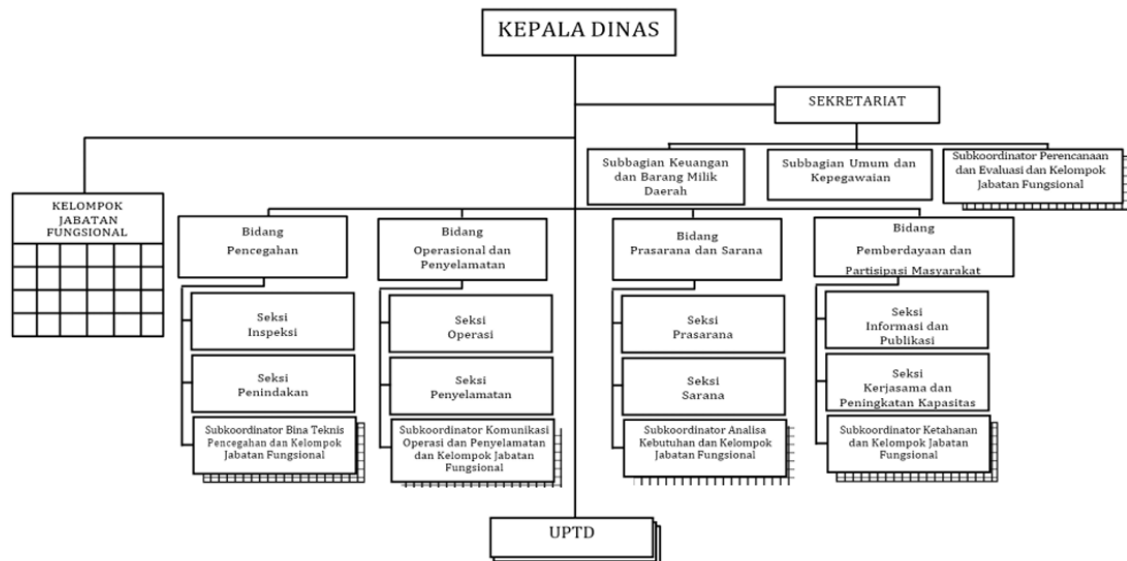 KEPALA DINAS
SEKRETARIAT
Subbagian Keuangan
dan Barang Milik
Daerah
Subbagian Umum dan
Kepegawaian
Subkoordinator Perencanaan
dan Evaluasi dan Kelompok
Jabatan Fungsional
KELOMPOK
JABATAN
FUNGSIONAL
Bidang
Pencegahan
Bidang
Operasional dan
Penyelamatan
Bidang
Prasarana dan Sarana
Bidang
Pemberdayaan dan
Partisipasi Masyarakat
Seksi
Inspeksi
Seksi
Operasi
Seksi
Prasarana
Seksi
Informasi dan
Publikasi
Seksi
Penindakan
Seksi
Penyelamatan
Seksi
Sarana
Seksi
Kerjasama dan
Peningkatan Kapasitas
Subkoordinator Bina Teknis
Pencegahan dan Kelompok
Jabatan Fungsional
Subkoordinator Komunikasi
Operasi dan Penyelamatan
dan Kelompok Jabatan
Fungsional
Subkoordinator Analisa
Kebutuhan dan Kelompok
Jabatan Fungsional
Subkoordinator Ketahanan
dan Kelompok Jabatan
Fungsional
UPTD